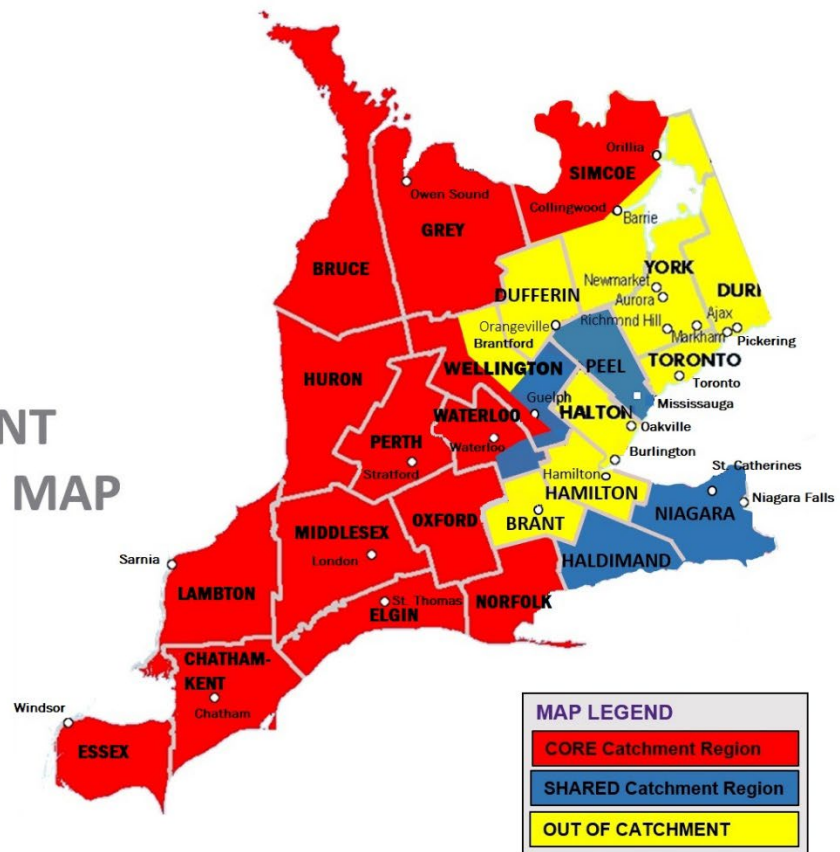 Orillia
SIMCOE
Owen Sound
Collingwood
Barrie
GREY
BRUCE
YORK
Newmarket
DUFFERIN
Aurora
DURI
Orangeville
Richmond Hill
Ajax
Brantford
Markham
Pickering
WELLINGTON
PEEL
TORONTO
HURON
Toronto
Mississauga
Guelph
HALTON
WATERLOO
NT
Oakville
PERTH
Waterloo
Burlington
Stratford
Hamilton
St. Catherines
MAP
HAMILTON
Niagara Falls
OXFORD
NIAGARA
BRANT
MIDDLESEX
London
HALDIMAND
Sarnia
LAMBTON
St. Thomas
NORFOLK
ELGIN
CHATHAM-
KENT
Chatham
Windsor
ESSEX
MAP LEGEND
CORE Catchment Region
SHARED Catchment Region
OUT OF CATCHMENT